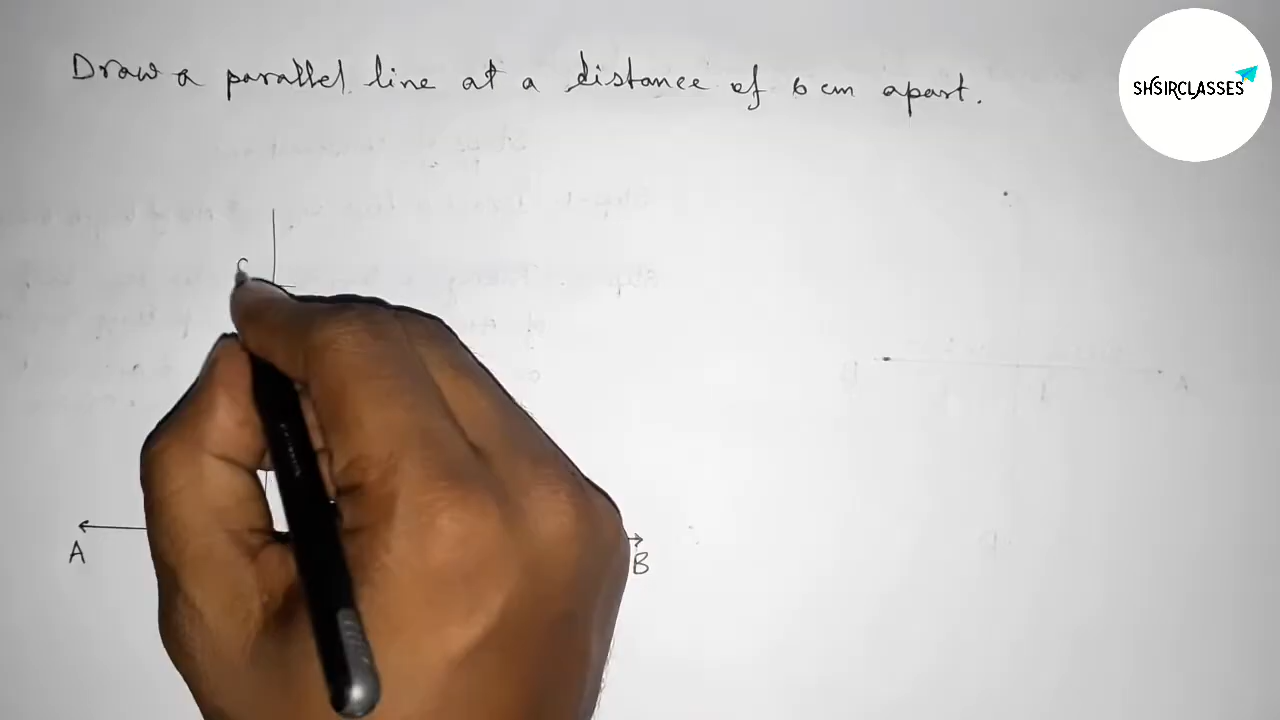 Draw a parallel line at a distance of 6 cm apart.
SHSIRCLASSES
A
B